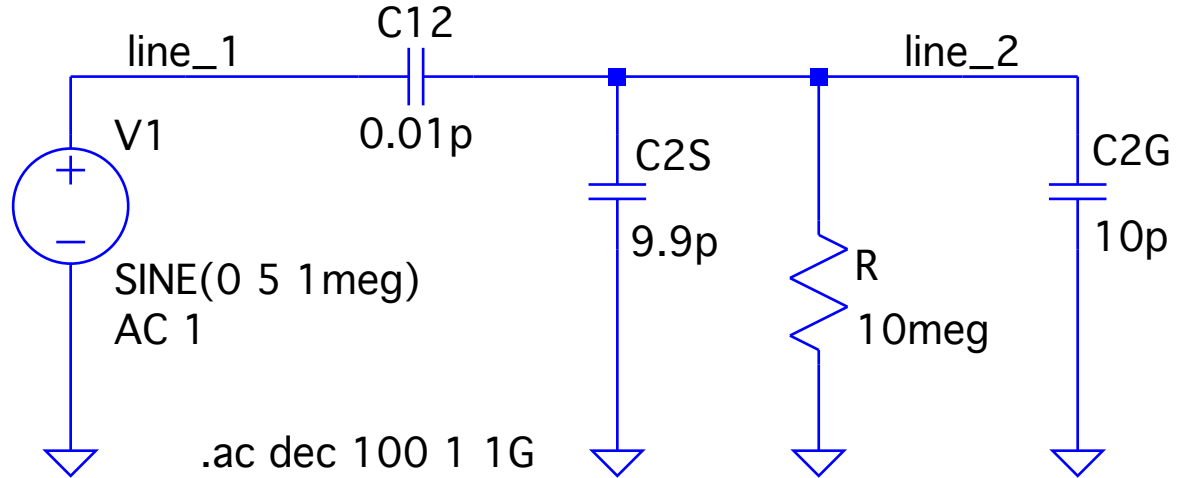 C12
line_1
line_2
V1
0.01p
C2S
C2G
+
9.9p
10p
−
SINE(0 5 1meg)
R
AC 1
10meg
.ac dec 100 1 1G